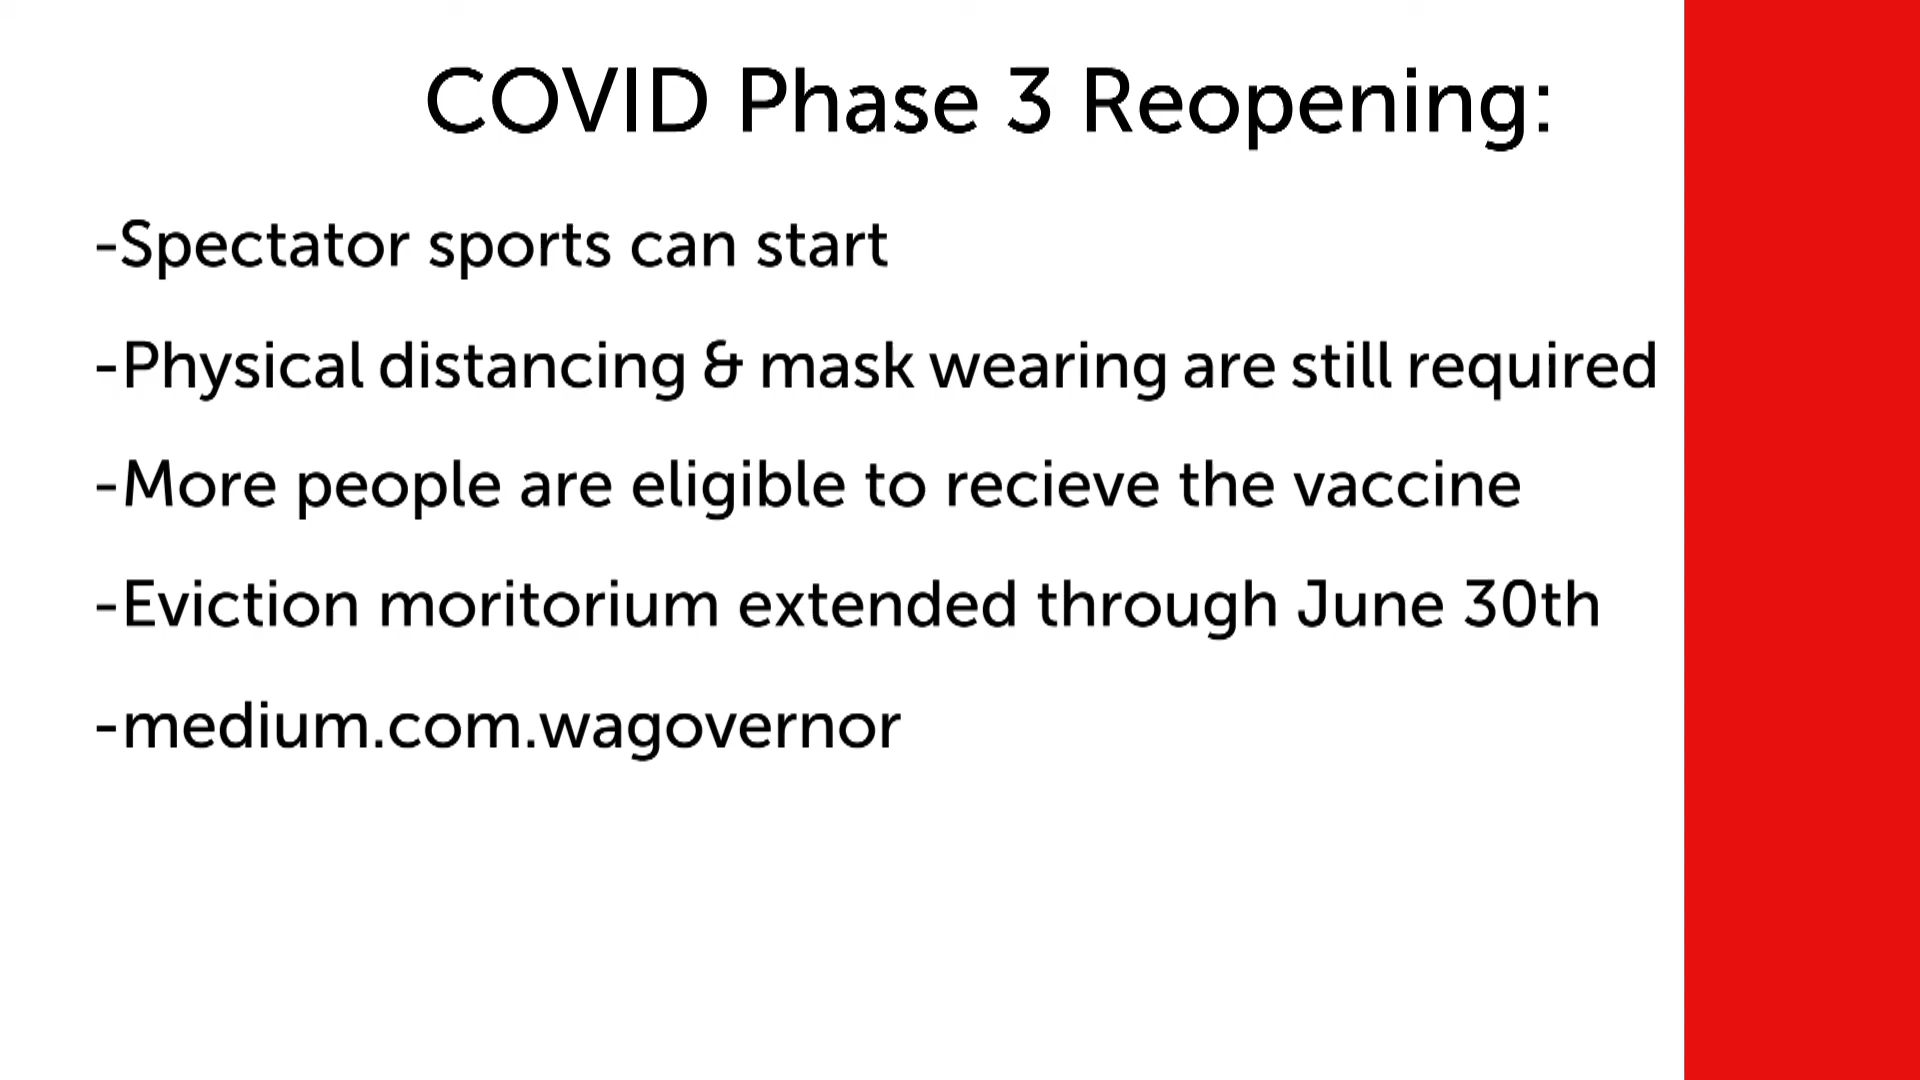 COVID Phase 3 Reopening:
-Spectator sports can start
-Physical distancing & mask wearing are still required
-More people are eligible to recieve the vaccine
-Eviction moritorium extended through June 30th
-medium.com.wagovernor